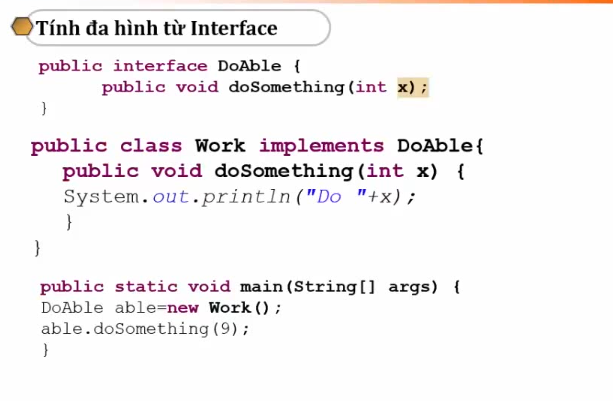 Tính đa hình từ Interface
public interface DoAble {
public void doSomething(int x);
}
public class Work implements DoAble{
public void doSomething(int x) {
System.out.println("Do "+x);
}
}
public static void main(String[] args) {
DoAble able=new Work();
able.doSomething(9);
}